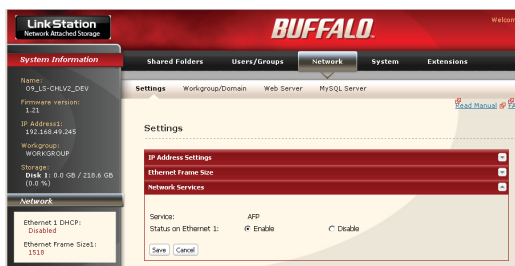 LinkStation
Network Attached Storage
BUFFALO
System Information
Shared Folders Users/Groups Network System Extensions
Name:
09_LS-CHLV2_DEV
Settings Workgroup/Domain Web Server MySQL Server
Firmware version:
1.21
Read Manual
IP Address1:
192.168.49.245
Settings
Workgroup:
WORKGROUP
Storage:
Disk 1: 0.0 GB / 218.6 GB
(0.0 %)
IP Address Settings
Ethernet Frame Size
Network Services
Network
Ethernet 1 DHCP:
Disabled
Ethernet Frame Size1:
1518
Service: AFP
Status on Ethernet 1: Enable Disable
Save Cancel